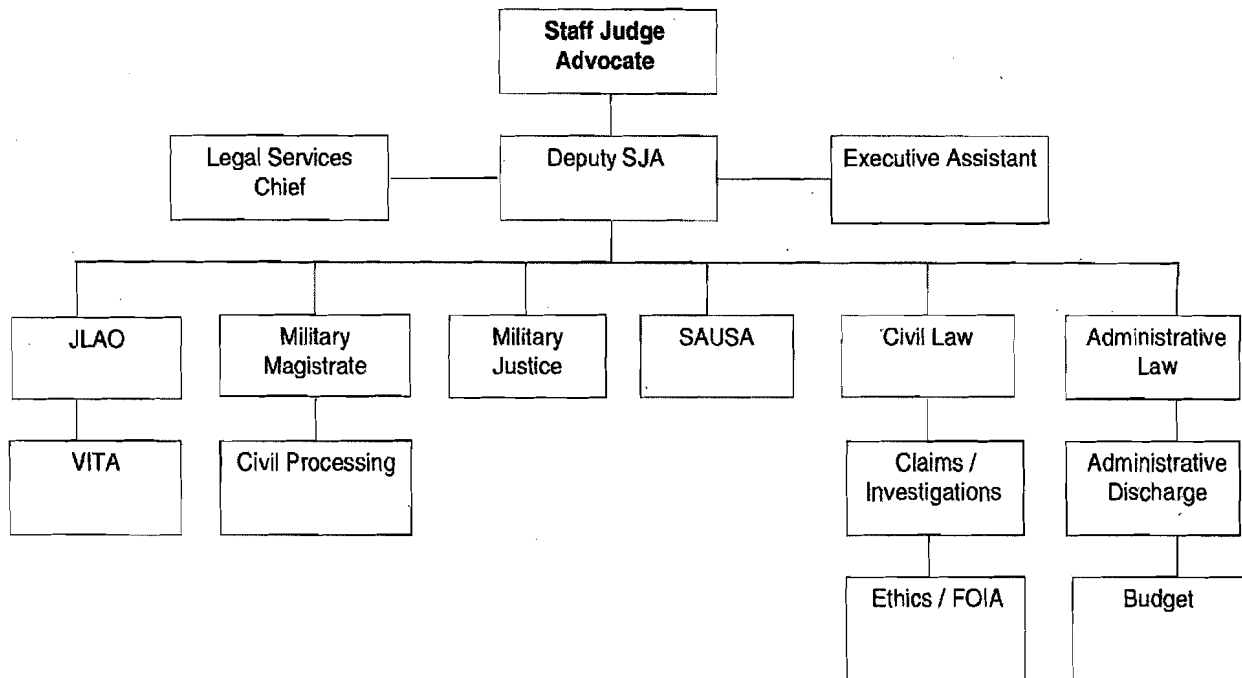 Staff Judge
Advocate
Legal Services
Chief
Deputy SJA
Executive Assistant
JLAO
Military
Magistrate
Military
Justice
SAUSA
Civil Law
Administrative
Law
VITA
Civil Processing
Claims /
Investigations
Administrative
Discharge
Ethics / FOIA
Budget